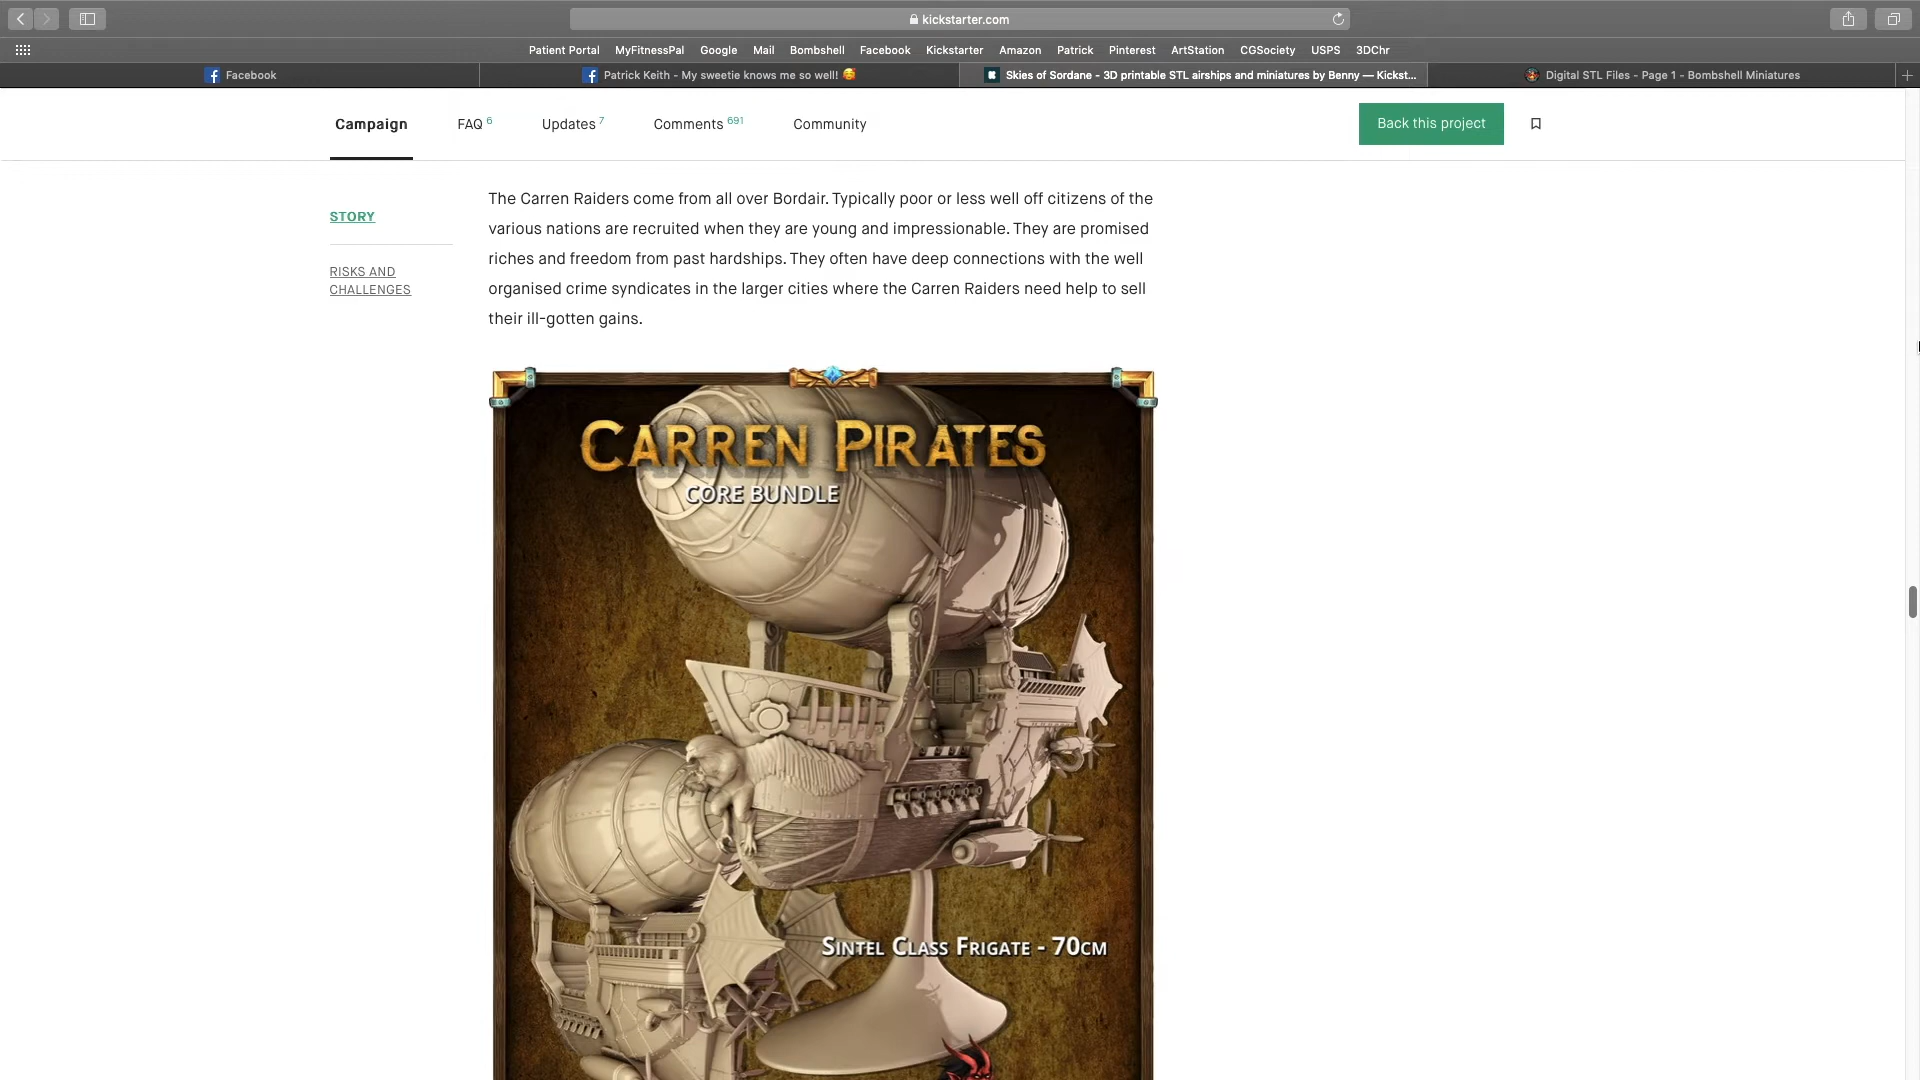 kickstarter.com
Patient Portal MyFitnessPal Google Mail Bombshell Facebook Kickstarter Amazon Patrick Pinterest ArtStation CGSociety USPS 3DChr
Facebook Patrick Keith - My sweetie knows me so well! 🥰 Skies of Sordane - 3D printable STL airships and miniatures by Benny — Kickst... Digital STL Files - Page 1 - Bombshell Miniatures
Campaign FAQ 6 Updates 7 Comments 691 Community Back this project
STORY
RISKS AND
CHALLENGES
The Carren Raiders come from all over Bordair. Typically poor or less well off citizens of the
various nations are recruited when they are young and impressionable. They are promised
riches and freedom from past hardships. They often have deep connections with the well
organised crime syndicates in the larger cities where the Carren Raiders need help to sell
their ill-gotten gains.
CARREN PIRATES
CORE BUNDLE
SINTEL CLASS FRIGATE - 70CM